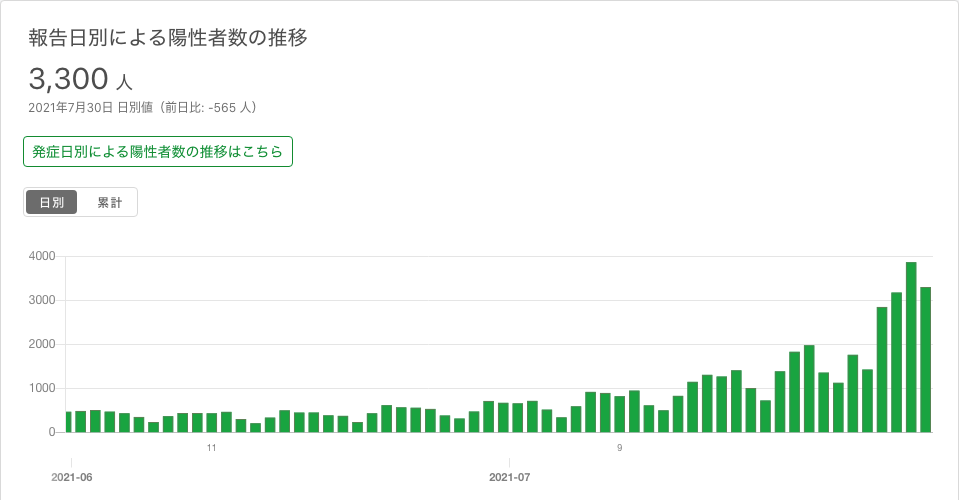 報告日別による陽性者数の推移
3,300 人
2021年7月30日 日別値（前日比: -565 人）
発症日別による陽性者数の推移はこちら
日別 累計
4000
3000
2000
1000
0
11 9
2021-06 2021-07